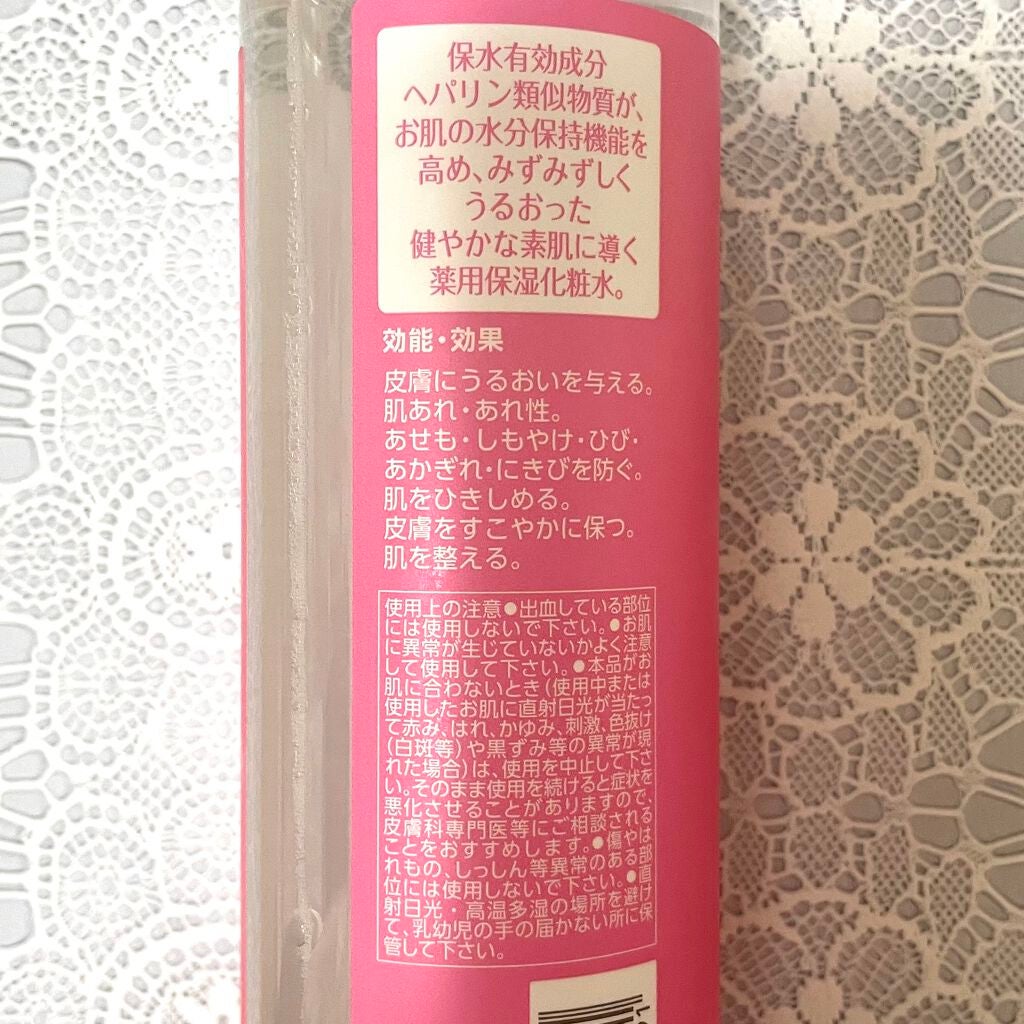 保水有効成分
ヘパリン類似物質が、
お肌の水分保持機能を
高め、みずみずしく
うるおった
健やかな素肌に導く
薬用保湿化粧水。
効能・効果
皮膚にうるおいを与える。
肌あれ・あれ性。
あせも・しもやけ・ひび・
あかぎれ・にきびを防ぐ。
肌をひきしめる。
皮膚をすこやかに保つ。
肌を整える。
使用上の注意●出血している部位
には使用しないで下さい。●お肌
に異常が生じていないかよく注意
して使用して下さい。●本品がお
肌に合わないとき(使用中または
使用したお肌に直射日光が当たっ
て赤み、はれ、かゆみ、刺激、色抜け
(白斑等)や黒ずみ等の異常が現
れた場合)は、使用を中止して下さ
い。そのまま使用を続けると症状を
悪化させることがありますので、
皮膚科専門医等にご相談される
ことをおすすめします。●傷やは
れもの、しっしん等異常のある部
位には使用しないで下さい。●直
射日光・高温多湿の場所を避け
て、乳幼児の手の届かない所に保
管して下さい。